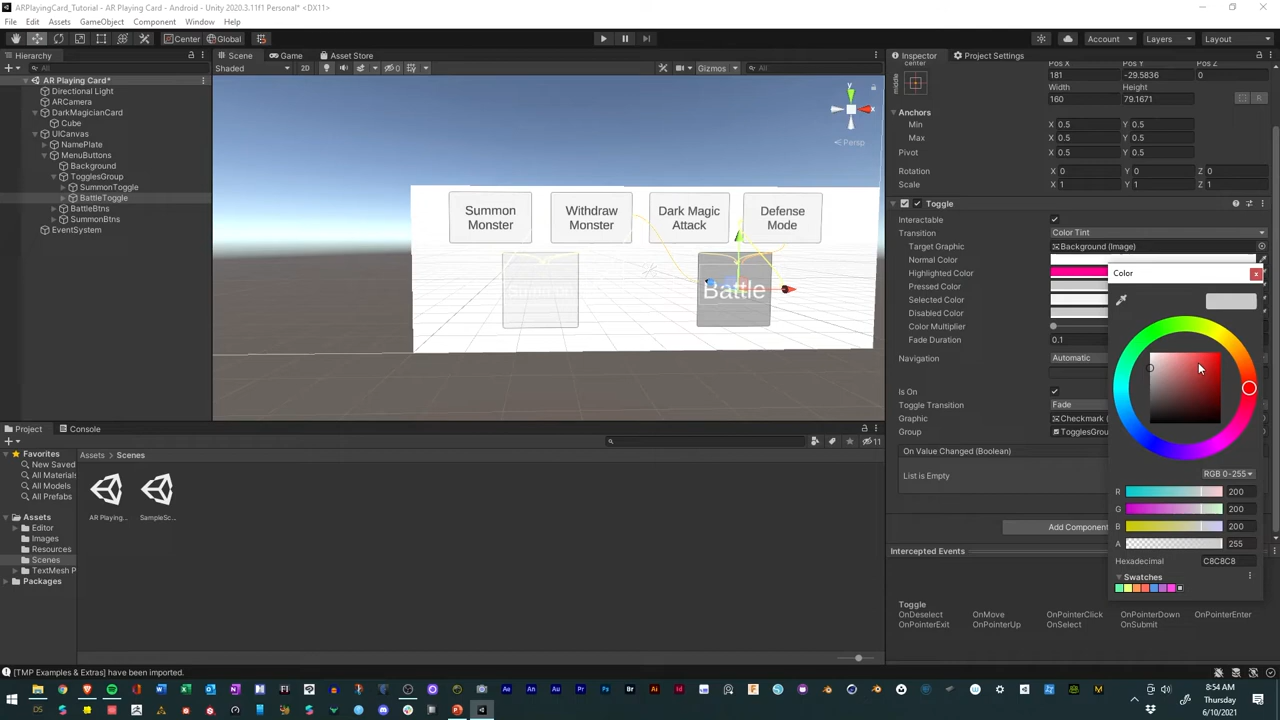 ARPlayingCard_Tutorial - AR Playing Card - Android - Unity 2020.3.11f1 Personal* <DX11>
File Edit Assets GameObject Component Window Help
Center Global Account Layers Layout
Hierarchy Scene Game Asset Store Inspector Project Settings
All Shaded 2D 0 Gizmos All
AR Playing Card*
Directional Light
ARCamera
DarkMagicianCard
Cube
UICanvas
NamePlate
MenuButtons
Background
TogglesGroup
SummonToggle
BattleToggle
BattleBtns
SummonBtns
EventSystem
y
x
Persp
Summon Monster
Withdraw Monster
Dark Magic Attack
Defense Mode
Battle
center
middle
Pos X Pos Y Pos Z
181 -29.5836 0
Width Height
160 79.1671
R
Anchors
Min X 0.5 Y 0.5
Max X 0.5 Y 0.5
Pivot X 0.5 Y 0.5
Rotation X 0 Y 0 Z 0
Scale X 1 Y 1 Z 1
Toggle
Interactable
Transition Color Tint
Target Graphic Background (Image)
Normal Color
Highlighted Color
Pressed Color
Selected Color
Disabled Color
Color Multiplier
Fade Duration 0.1
Navigation Automatic
Is On
Toggle Transition Fade
Graphic Checkmark (
Group TogglesGrou
On Value Changed (Boolean)
List is Empty
Add Component
Intercepted Events
Toggle
OnDeselect OnMove OnPointerClick OnPointerDown OnPointerEnter
OnPointerExit OnPointerUp OnSelect OnSubmit
Color
RGB 0-255
R 200
G 200
B 200
A 255
Hexadecimal C8C8C8
Swatches
Project Console
11
Favorites
New Saved
All Materials
All Models
All Prefabs
Assets
Editor
Images
Resources
Scenes
TextMesh P
Packages
Assets Scenes
AR Playing... SampleSc...
[TMP Examples & Extras] have been imported.
8:54 AM
Thursday
6/10/2021